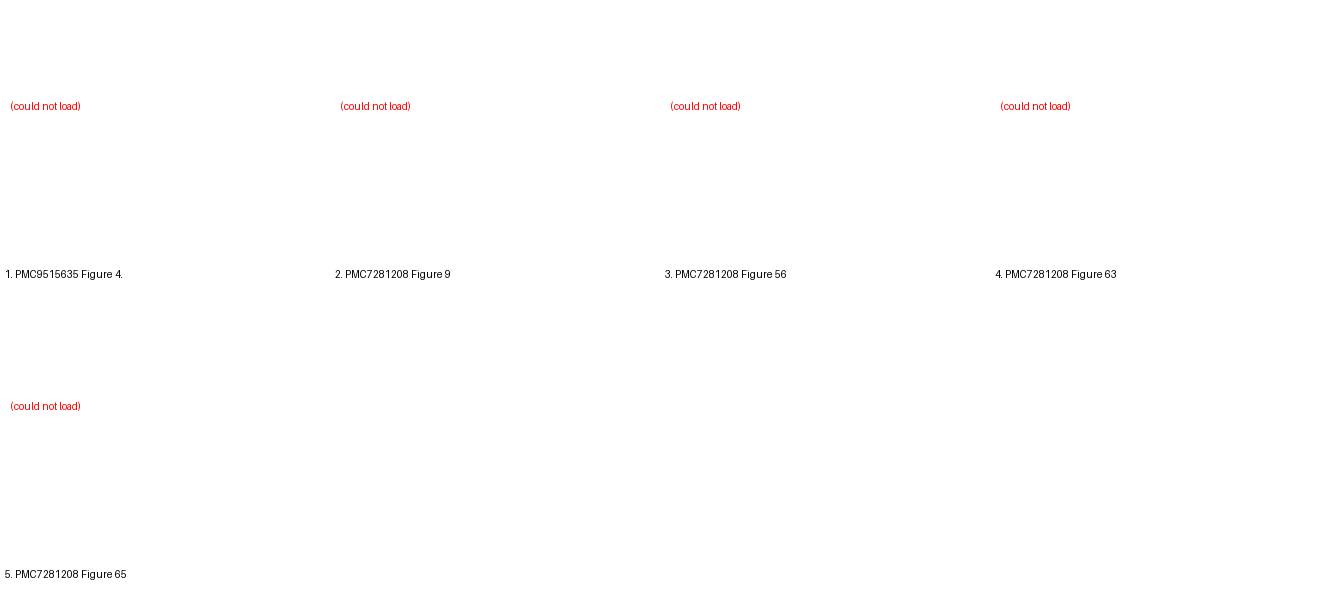 (could not load) (could not load) (could not load) (could not load)
1. PMC9515635 Figure 4. 2. PMC7281208 Figure 9 3. PMC7281208 Figure 56 4. PMC7281208 Figure 63
(could not load)
5. PMC7281208 Figure 65